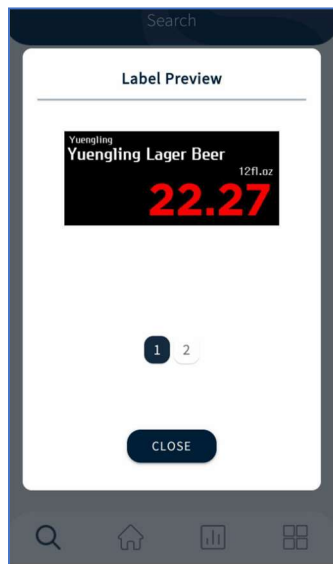 Search
Label Preview
Yuengling
Yuengling Lager Beer
12fl.oz
22.27
1 2
CLOSE